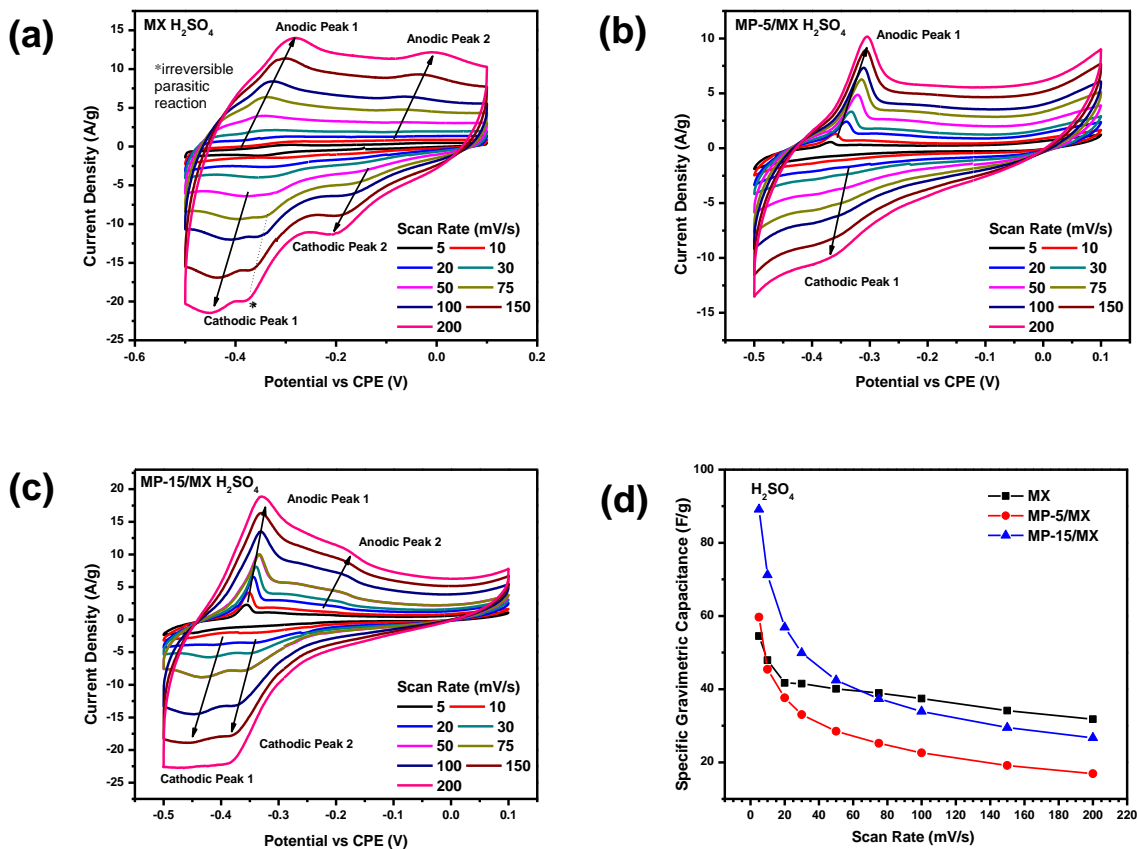 (a)
MX H₂SO₄
Anodic Peak 1
Anodic Peak 2
*irreversible
parasitic
reaction
Cathodic Peak 2
Cathodic Peak 1
*
Scan Rate (mV/s)
5 10
20 30
50 75
100 150
200
15
10
5
0
-5
-10
-15
-20
-25
-0.6 -0.4 -0.2 0.0 0.2
Current Density (A/g)
Potential vs CPE (V)
(b)
MP-5/MX H₂SO₄
Anodic Peak 1
Cathodic Peak 1
Scan Rate (mV/s)
5 10
20 30
50 75
100 150
200
10
5
0
-5
-10
-15
-0.5 -0.4 -0.3 -0.2 -0.1 0.0 0.1
Current Density (A/g)
Potential vs CPE (V)
(c)
MP-15/MX H₂SO₄
Anodic Peak 1
Anodic Peak 2
Cathodic Peak 2
Cathodic Peak 1
Scan Rate (mV/s)
5 10
20 30
50 75
100 150
200
20
15
10
5
0
-5
-10
-15
-20
-25
-0.5 -0.4 -0.3 -0.2 -0.1 0.0 0.1
Current Density (A/g)
Potential vs CPE (V)
(d)
H₂SO₄
MX
MP-5/MX
MP-15/MX
100
80
60
40
20
0 20 40 60 80 100 120 140 160 180 200 220
Specific Gravimetric Capacitance (F/g)
Scan Rate (mV/s)